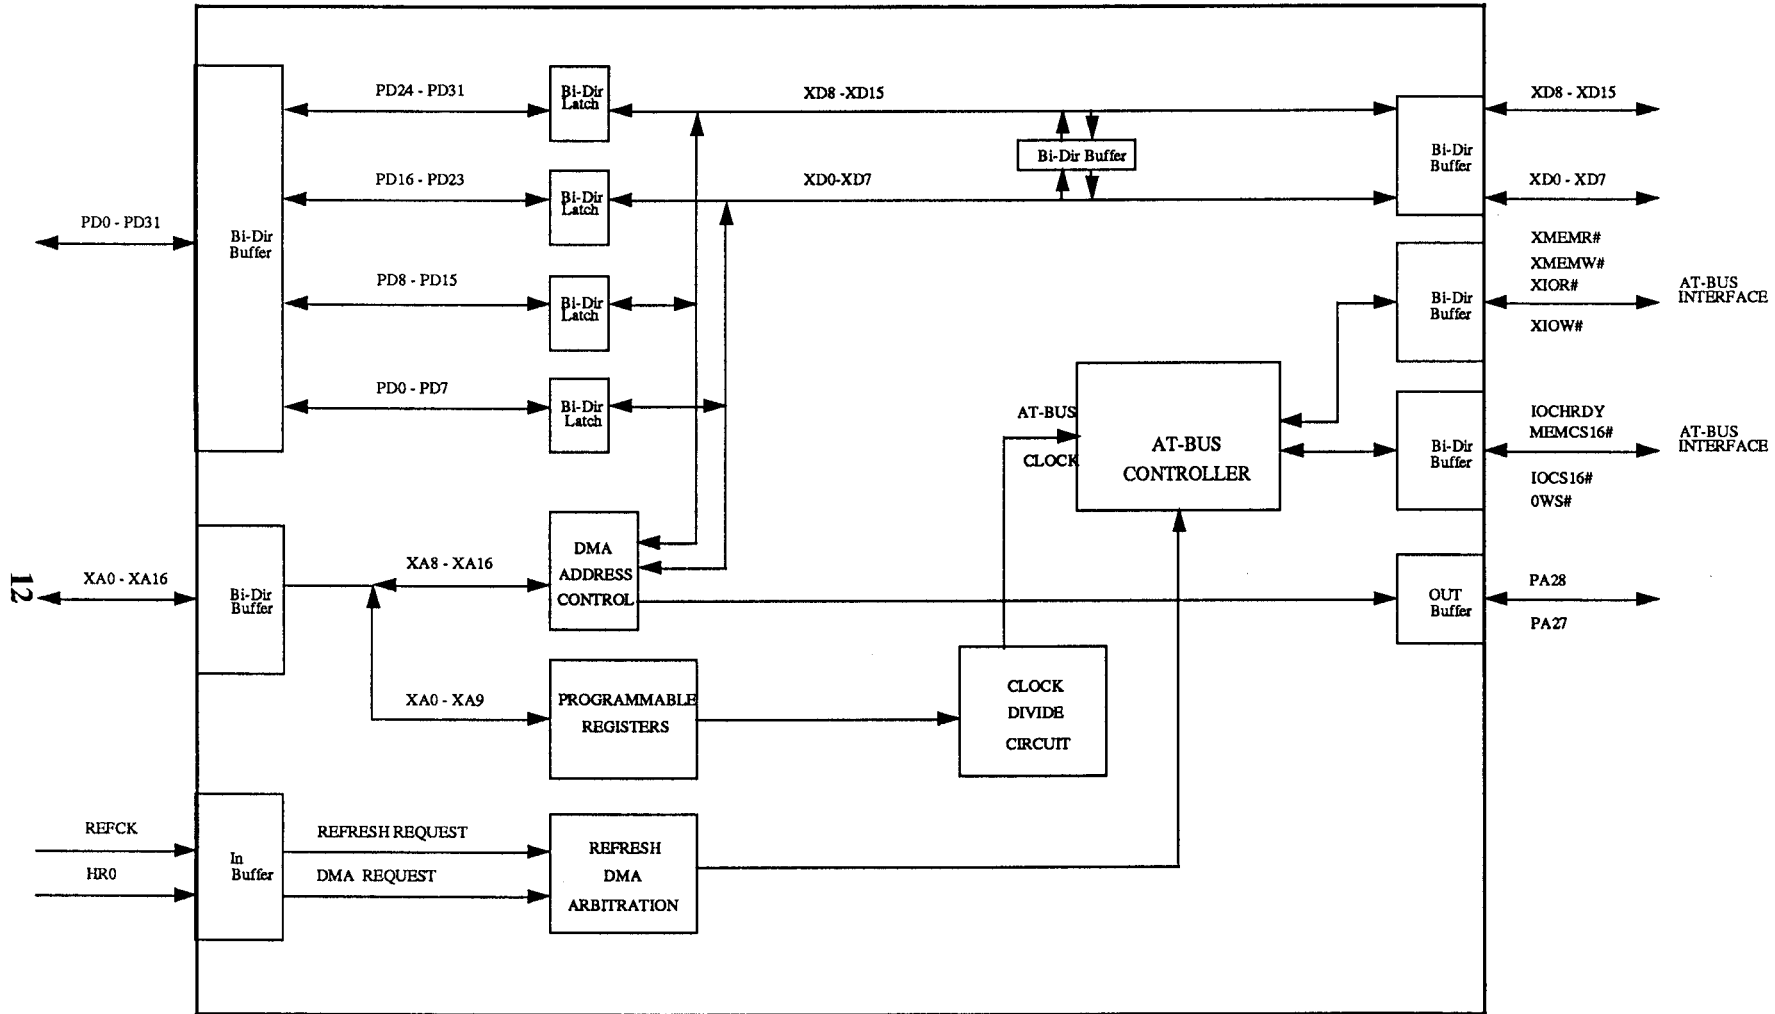 PD24 - PD31
Bi-Dir
Latch
XD8 -XD15
XD8 - XD15
Bi-Dir Buffer
Bi-Dir
Buffer
PD16 - PD23
Bi-Dir
Latch
XD0-XD7
XD0 - XD7
PD0 - PD31
Bi-Dir
Buffer
XMEMR#
XMEMW#
XIOR#
XIOW#
Bi-Dir
Buffer
AT-BUS
INTERFACE
PD8 - PD15
Bi-Dir
Latch
PD0 - PD7
Bi-Dir
Latch
AT-BUS
CLOCK
AT-BUS
CONTROLLER
Bi-Dir
Buffer
IOCHRDY
MEMCS16#
IOCS16#
0WS#
AT-BUS
INTERFACE
12
XA0 - XA16
Bi-Dir
Buffer
XA8 - XA16
DMA
ADDRESS
CONTROL
OUT
Buffer
PA28
PA27
XA0 - XA9
PROGRAMMABLE
REGISTERS
CLOCK
DIVIDE
CIRCUIT
REFCK
HR0
In
Buffer
REFRESH REQUEST
DMA REQUEST
REFRESH
DMA
ARBITRATION